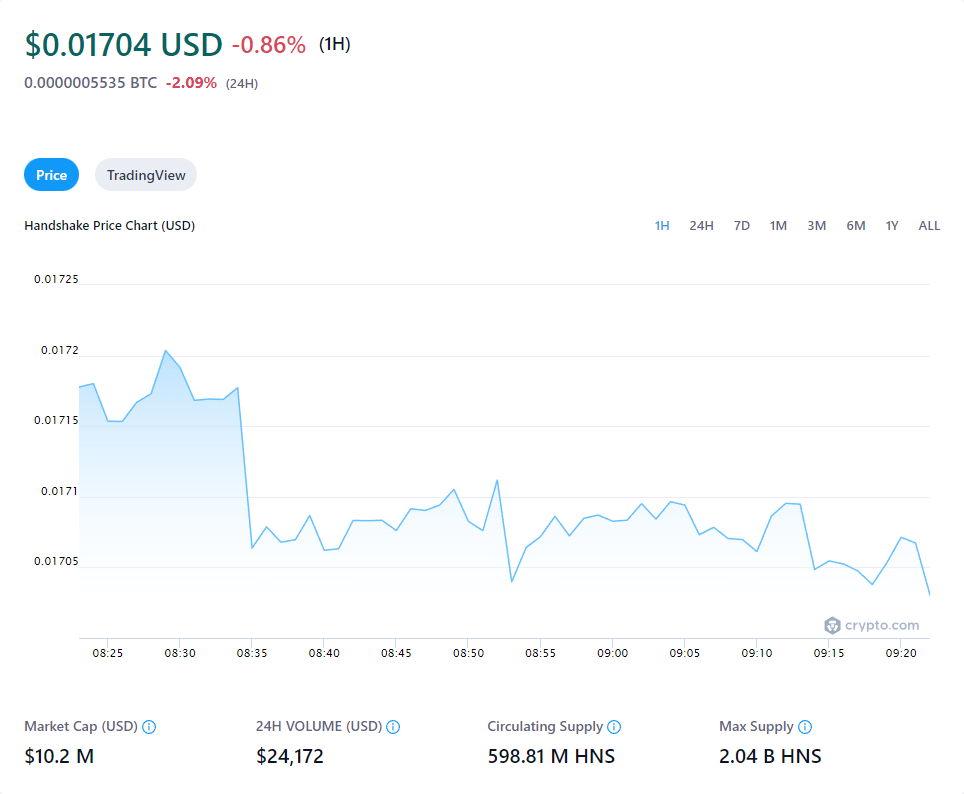 $0.01704 USD -0.86% (1H)
0.0000005535 BTC -2.09% (24H)
Price TradingView
Handshake Price Chart (USD) 1H 24H 7D 1M 3M 6M 1Y ALL
0.01725
0.0172
0.01715
0.0171
0.01705
crypto.com
08:25 08:30 08:35 08:40 08:45 08:50 08:55 09:00 09:05 09:10 09:15 09:20
Market Cap (USD) 24H VOLUME (USD) Circulating Supply Max Supply
$10.2 M $24,172 598.81 M HNS 2.04 B HNS